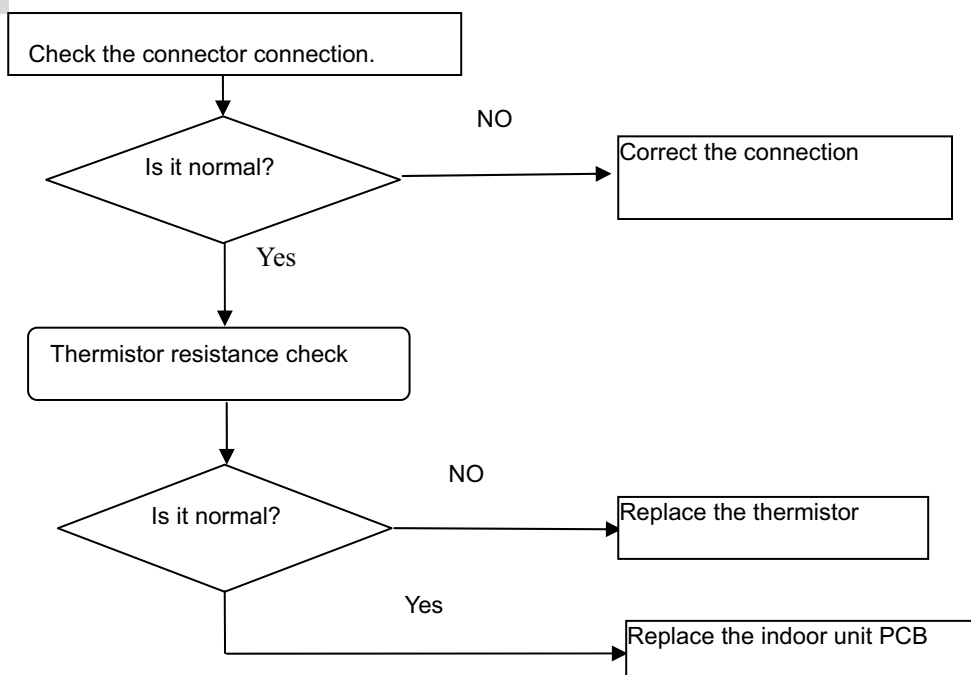 Check the connector connection.
NO
Is it normal?
Correct the connection
Yes
Thermistor resistance check
NO
Is it normal?
Replace the thermistor
Yes
Replace the indoor unit PCB